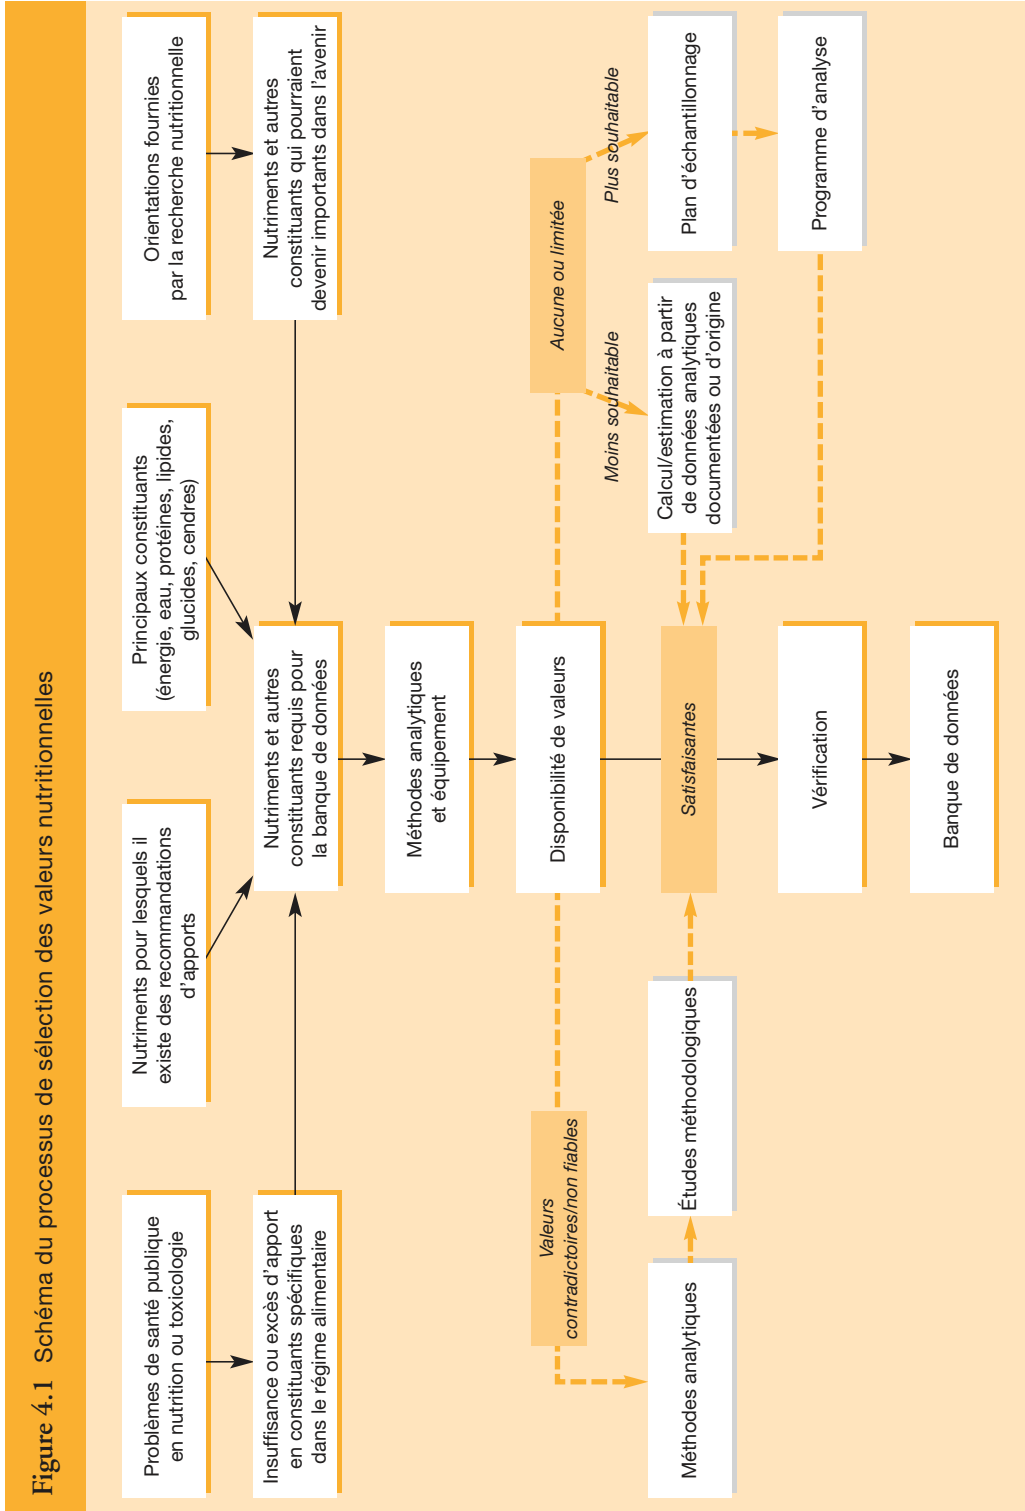 Figure 4.1 Schéma du processus de sélection des valeurs nutritionnelles
Problèmes de santé publique
en nutrition ou toxicologie
Nutriments pour lesquels il
existe des recommandations
d'apports
Principaux constituants
(énergie, eau, protéines, lipides,
glucides, cendres)
Orientations fournies
par la recherche nutritionnelle
Insuffisance ou excès d'apport
en constituants spécifiques
dans le régime alimentaire
Nutriments et autres
constituants requis pour
la banque de données
Nutriments et autres
constituants qui pourraient
devenir importants dans l'avenir
Méthodes analytiques
et équipement
Disponibilité de valeurs
Valeurs
contradictoires/non fiables
Aucune ou limitée
Moins souhaitable
Plus souhaitable
Méthodes analytiques
Études méthodologiques
Satisfaisantes
Calcul/estimation à partir
de données analytiques
documentées ou d'origine
Plan d'échantillonnage
Vérification
Programme d'analyse
Banque de données